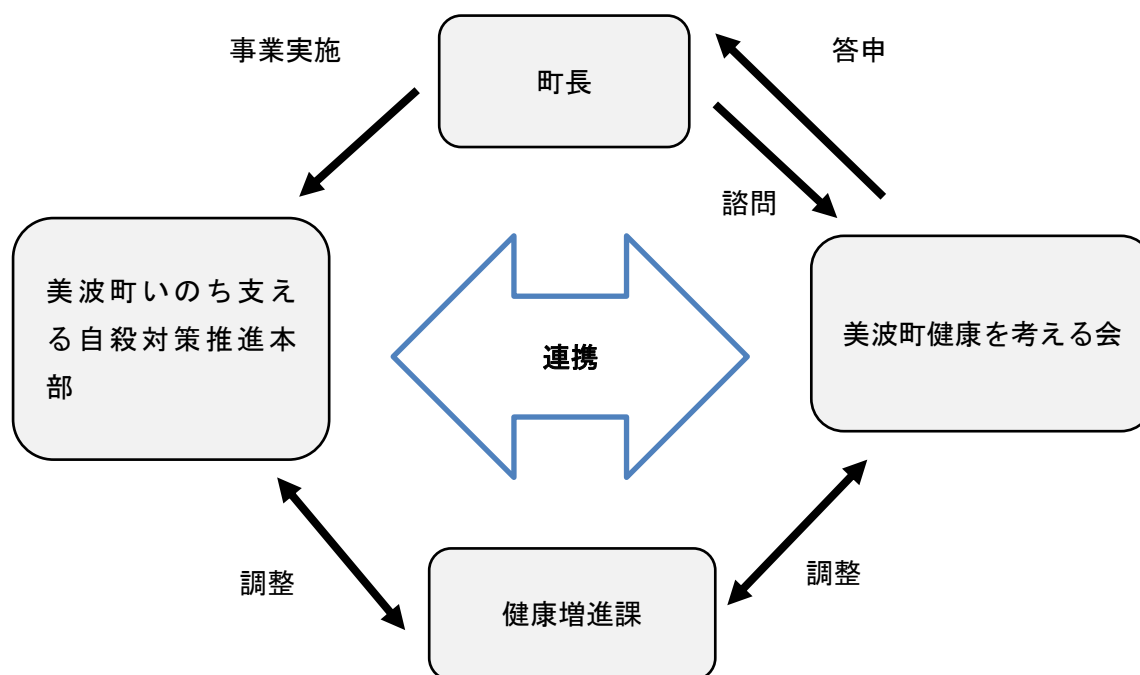 事業実施
答申
町長
諮問
美波町いのち支え
る自殺対策推進本
部
連携
美波町健康を考える会
調整
調整
健康増進課